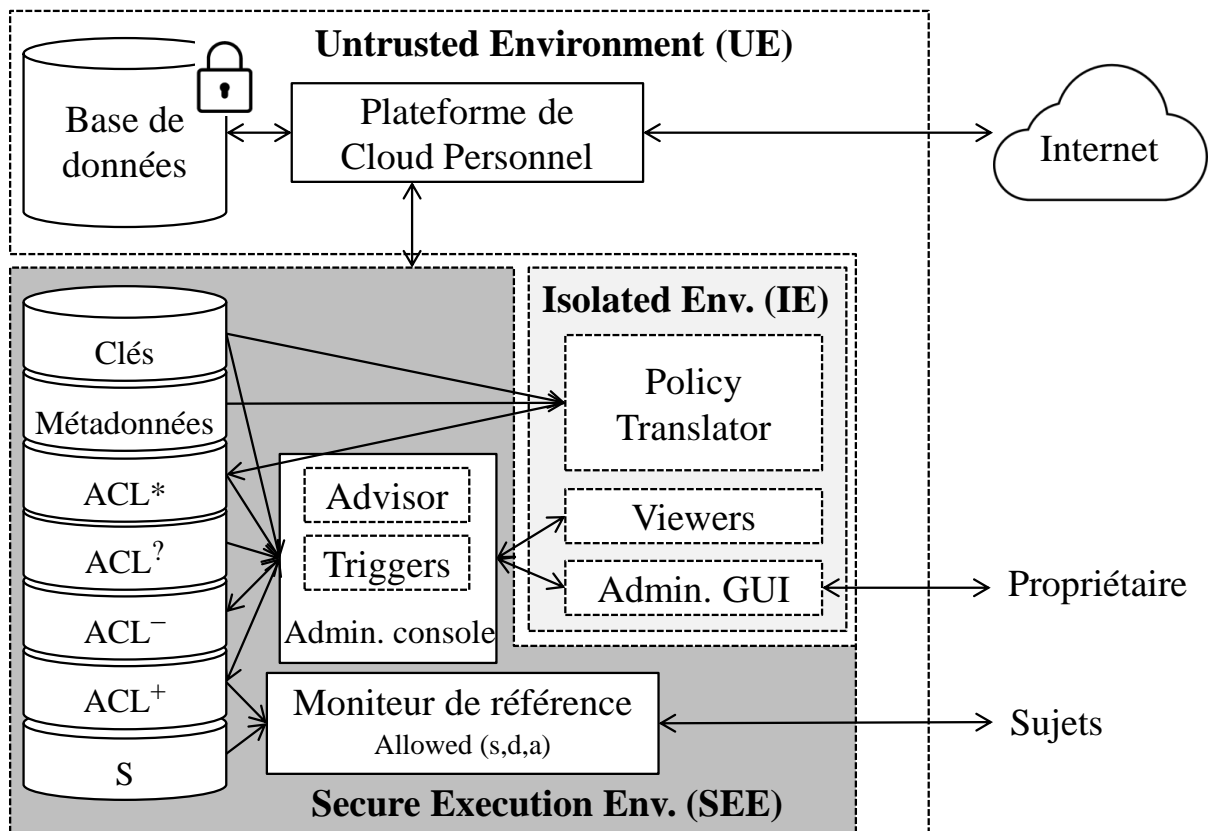 Untrusted Environment (UE)
Base de
données
Plateforme de
Cloud Personnel
Internet
Isolated Env. (IE)
Clés
Métadonnées
ACL*
ACL?
ACL−
ACL+
S
Policy
Translator
Advisor
Triggers
Admin. console
Viewers
Admin. GUI
Propriétaire
Moniteur de référence
Allowed (s,d,a)
Sujets
Secure Execution Env. (SEE)